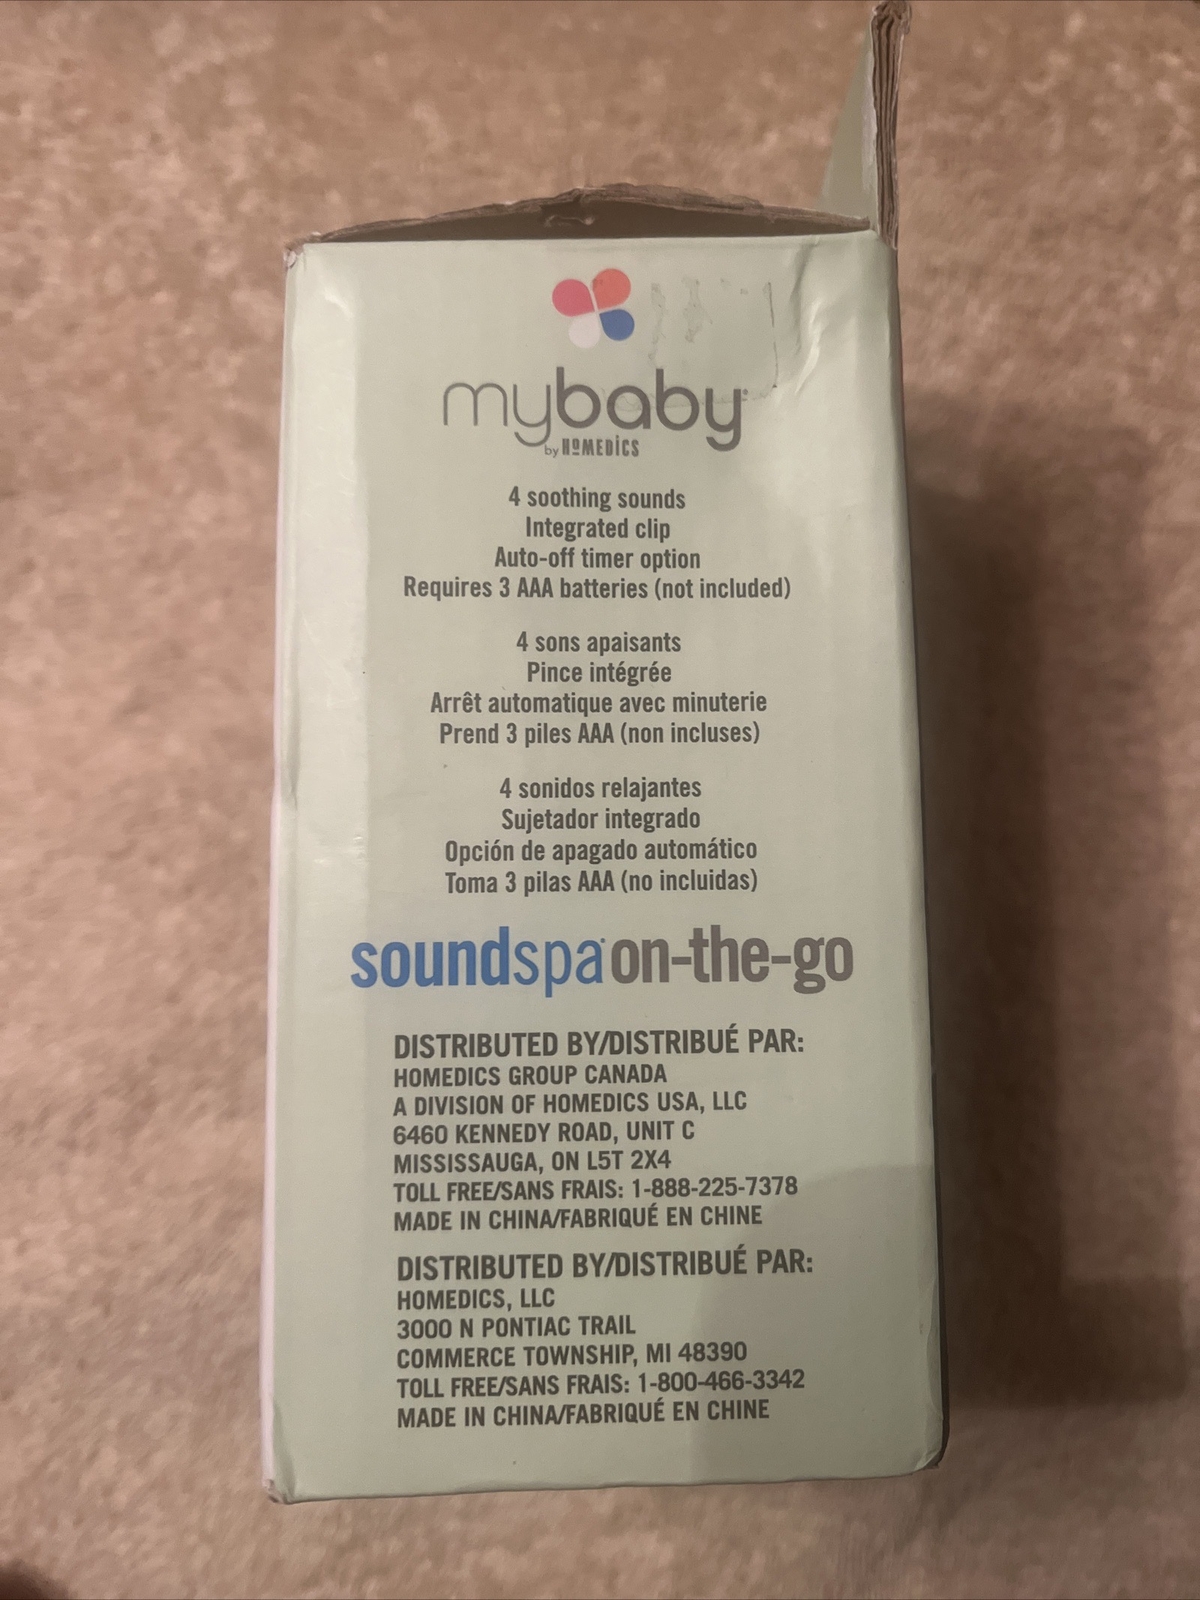 mybaby
by HOMEDICS
4 soothing sounds
Integrated clip
Auto-off timer option
Requires 3 AAA batteries (not included)
4 sons apaisants
Pince intégrée
Arrêt automatique avec minuterie
Prend 3 piles AAA (non incluses)
4 sonidos relajantes
Sujetador integrado
Opción de apagado automático
Toma 3 pilas AAA (no incluidas)
soundspa on-the-go
DISTRIBUTED BY/DISTRIBUÉ PAR:
HOMEDICS GROUP CANADA
A DIVISION OF HOMEDICS USA, LLC
6460 KENNEDY ROAD, UNIT C
MISSISSAUGA, ON L5T 2X4
TOLL FREE/SANS FRAIS: 1-888-225-7378
MADE IN CHINA/FABRIQUÉ EN CHINE
DISTRIBUTED BY/DISTRIBUÉ PAR:
HOMEDICS, LLC
3000 N PONTIAC TRAIL
COMMERCE TOWNSHIP, MI 48390
TOLL FREE/SANS FRAIS: 1-800-466-3342
MADE IN CHINA/FABRIQUÉ EN CHINE